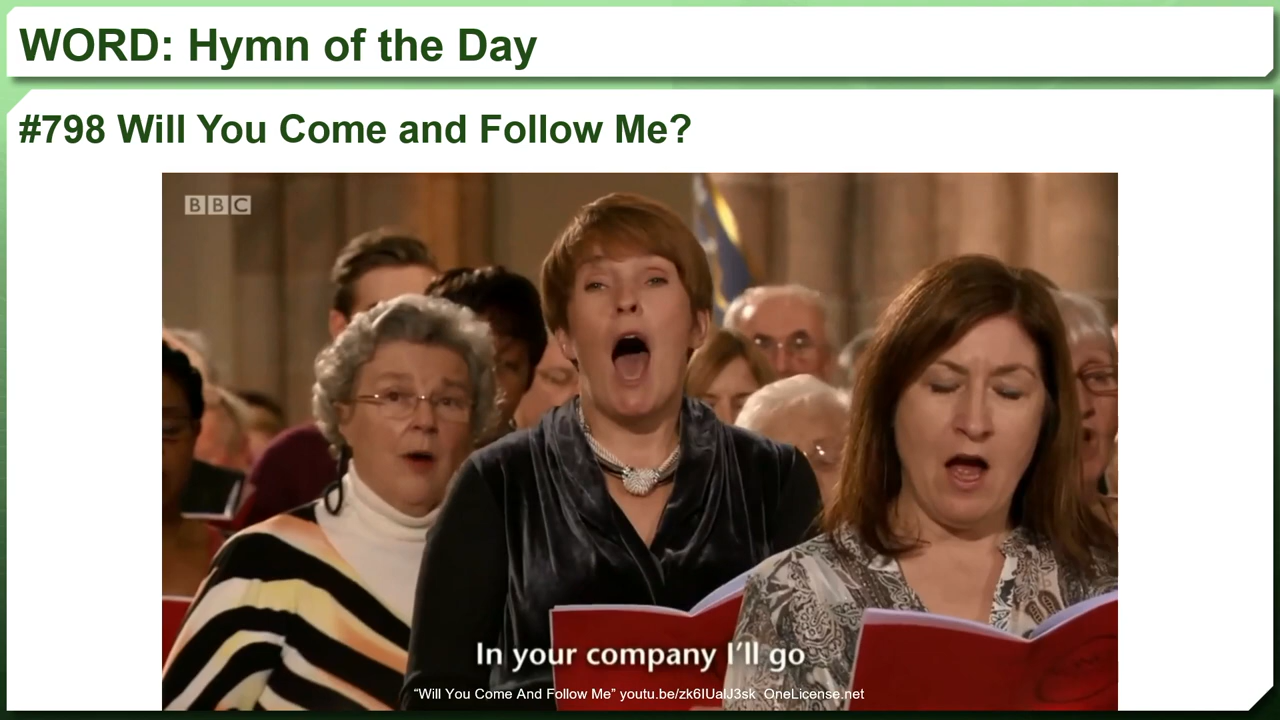 WORD: Hymn of the Day
#798 Will You Come and Follow Me?
BBC
In your company I'll go
“Will You Come And Follow Me” youtu.be/zk6IUaIJ3sk OneLicense.net